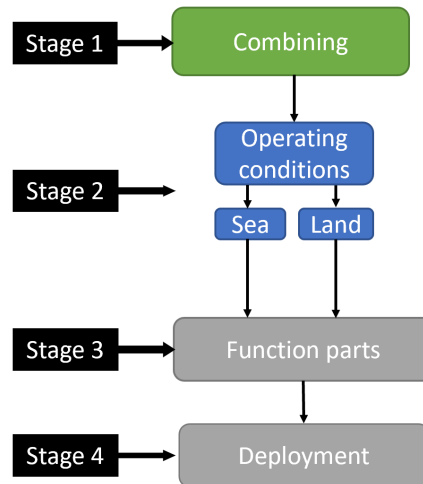 Stage 1
Combining
Stage 2
Operating
conditions
Sea
Land
Stage 3
Function parts
Stage 4
Deployment